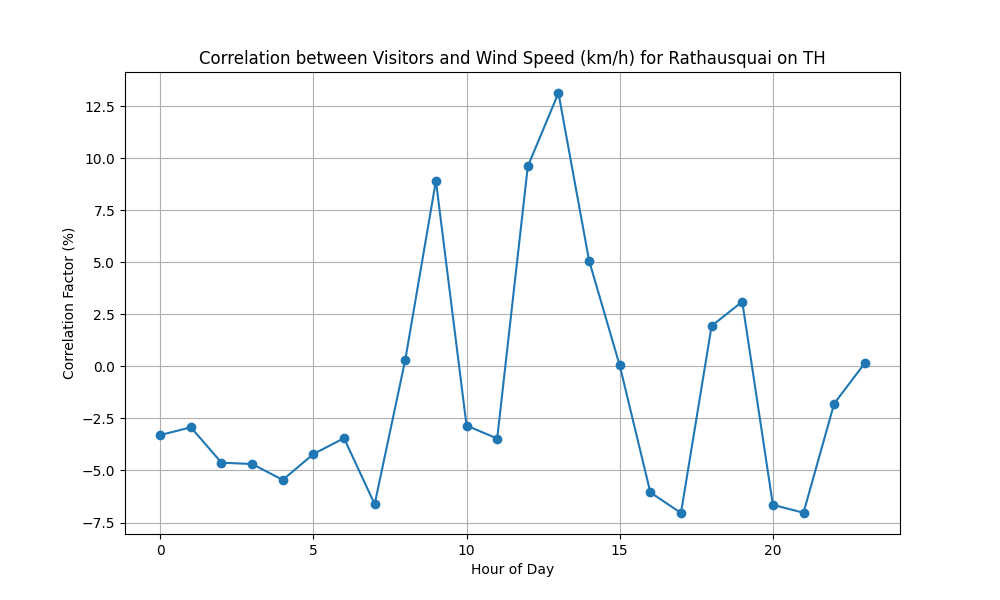 Correlation between Visitors and Wind Speed (km/h) for Rathausquai on TH
Correlation Factor (%)
12.5
10.0
7.5
5.0
2.5
0.0
−2.5
−5.0
−7.5
0 5 10 15 20
Hour of Day